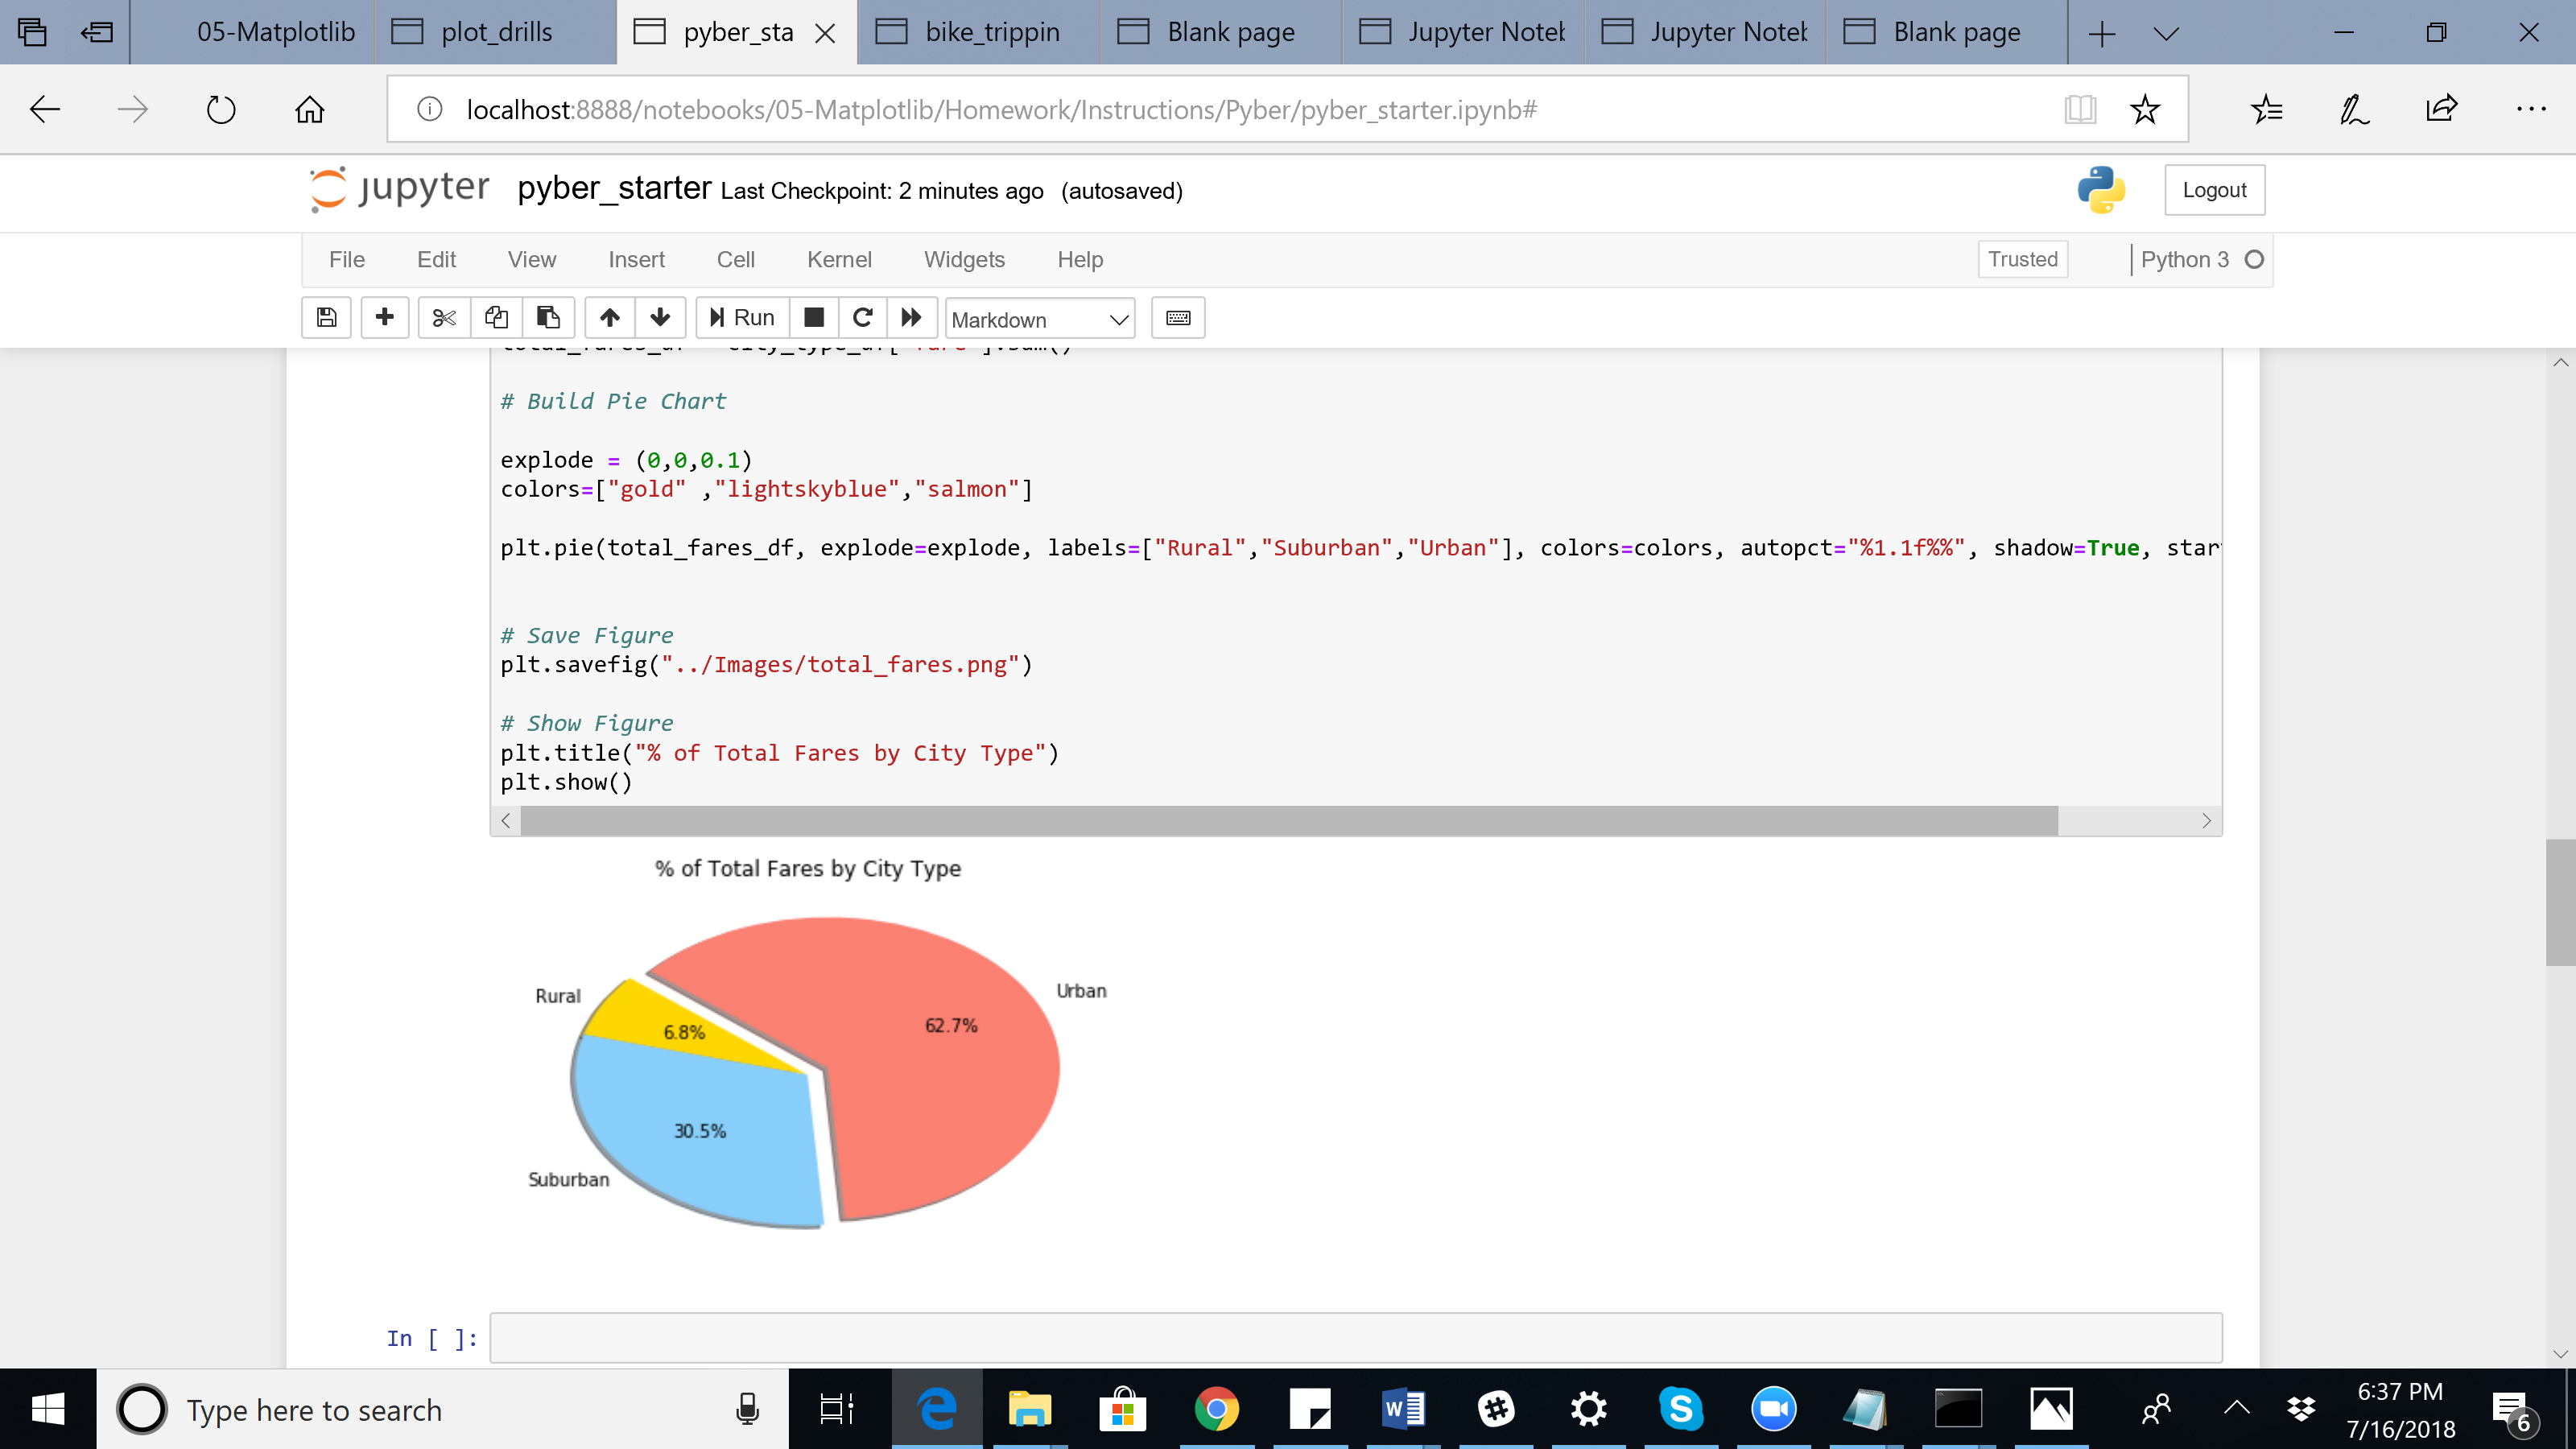 05-Matplotlib plot_drills pyber_sta bike_trippin Blank page Jupyter Noteb Jupyter Noteb Blank page
localhost:8888/notebooks/05-Matplotlib/Homework/Instructions/Pyber/pyber_starter.ipynb#
jupyter pyber_starter Last Checkpoint: 2 minutes ago (autosaved) Logout
File Edit View Insert Cell Kernel Widgets Help Trusted Python 3
Run Markdown
total_fares_df = city_type_df["fare"].sum()
# Build Pie Chart
explode = (0,0,0.1)
colors=["gold" ,"lightskyblue","salmon"]
plt.pie(total_fares_df, explode=explode, labels=["Rural","Suburban","Urban"], colors=colors, autopct="%1.1f%%", shadow=True, star
# Save Figure
plt.savefig("../Images/total_fares.png")
# Show Figure
plt.title("% of Total Fares by City Type")
plt.show()
% of Total Fares by City Type
Urban
Rural
62.7%
6.8%
30.5%
Suburban
In [ ]:
Type here to search
6:37 PM
7/16/2018
6